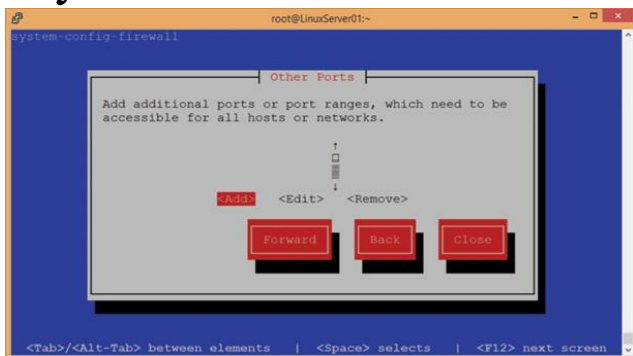 root@LinuxServer01:~
system-config-firewall
Other Ports
Add additional ports or port ranges, which need to be
accessible for all hosts or networks.
<Add> <Edit> <Remove>
Forward Back Close
<Tab>/<Alt-Tab> between elements | <Space> selects | <F12> next screen